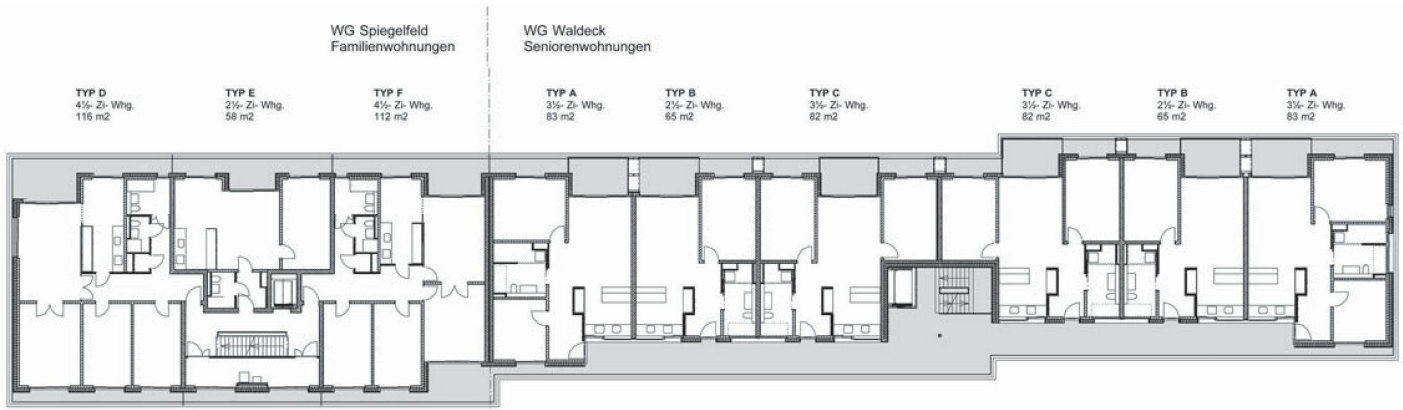 WG Spiegelfeld
Familienwohnungen
WG Waldeck
Seniorenwohnungen
TYP D
4½- Zi- Whg.
116 m2
TYP E
2½- Zi- Whg.
58 m2
TYP F
4½- Zi- Whg.
112 m2
TYP A
3½- Zi- Whg.
83 m2
TYP B
2½- Zi- Whg.
65 m2
TYP C
3½- Zi- Whg.
82 m2
TYP C
3½- Zi- Whg.
82 m2
TYP B
2½- Zi- Whg.
65 m2
TYP A
3½- Zi- Whg.
83 m2